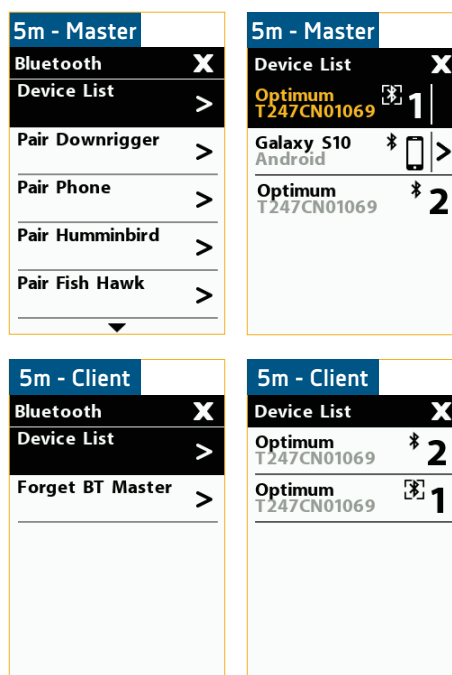 5m - Master
Bluetooth X
Device List
>
Pair Downrigger
>
Pair Phone
>
Pair Humminbird
>
Pair Fish Hawk
>
5m - Master
Device List X
Optimum
T247CN01069 1
Galaxy S10
Android >
Optimum
T247CN01069 2
5m - Client
Bluetooth X
Device List
>
Forget BT Master
>
5m - Client
Device List X
Optimum
T247CN01069 2
Optimum
T247CN01069 1